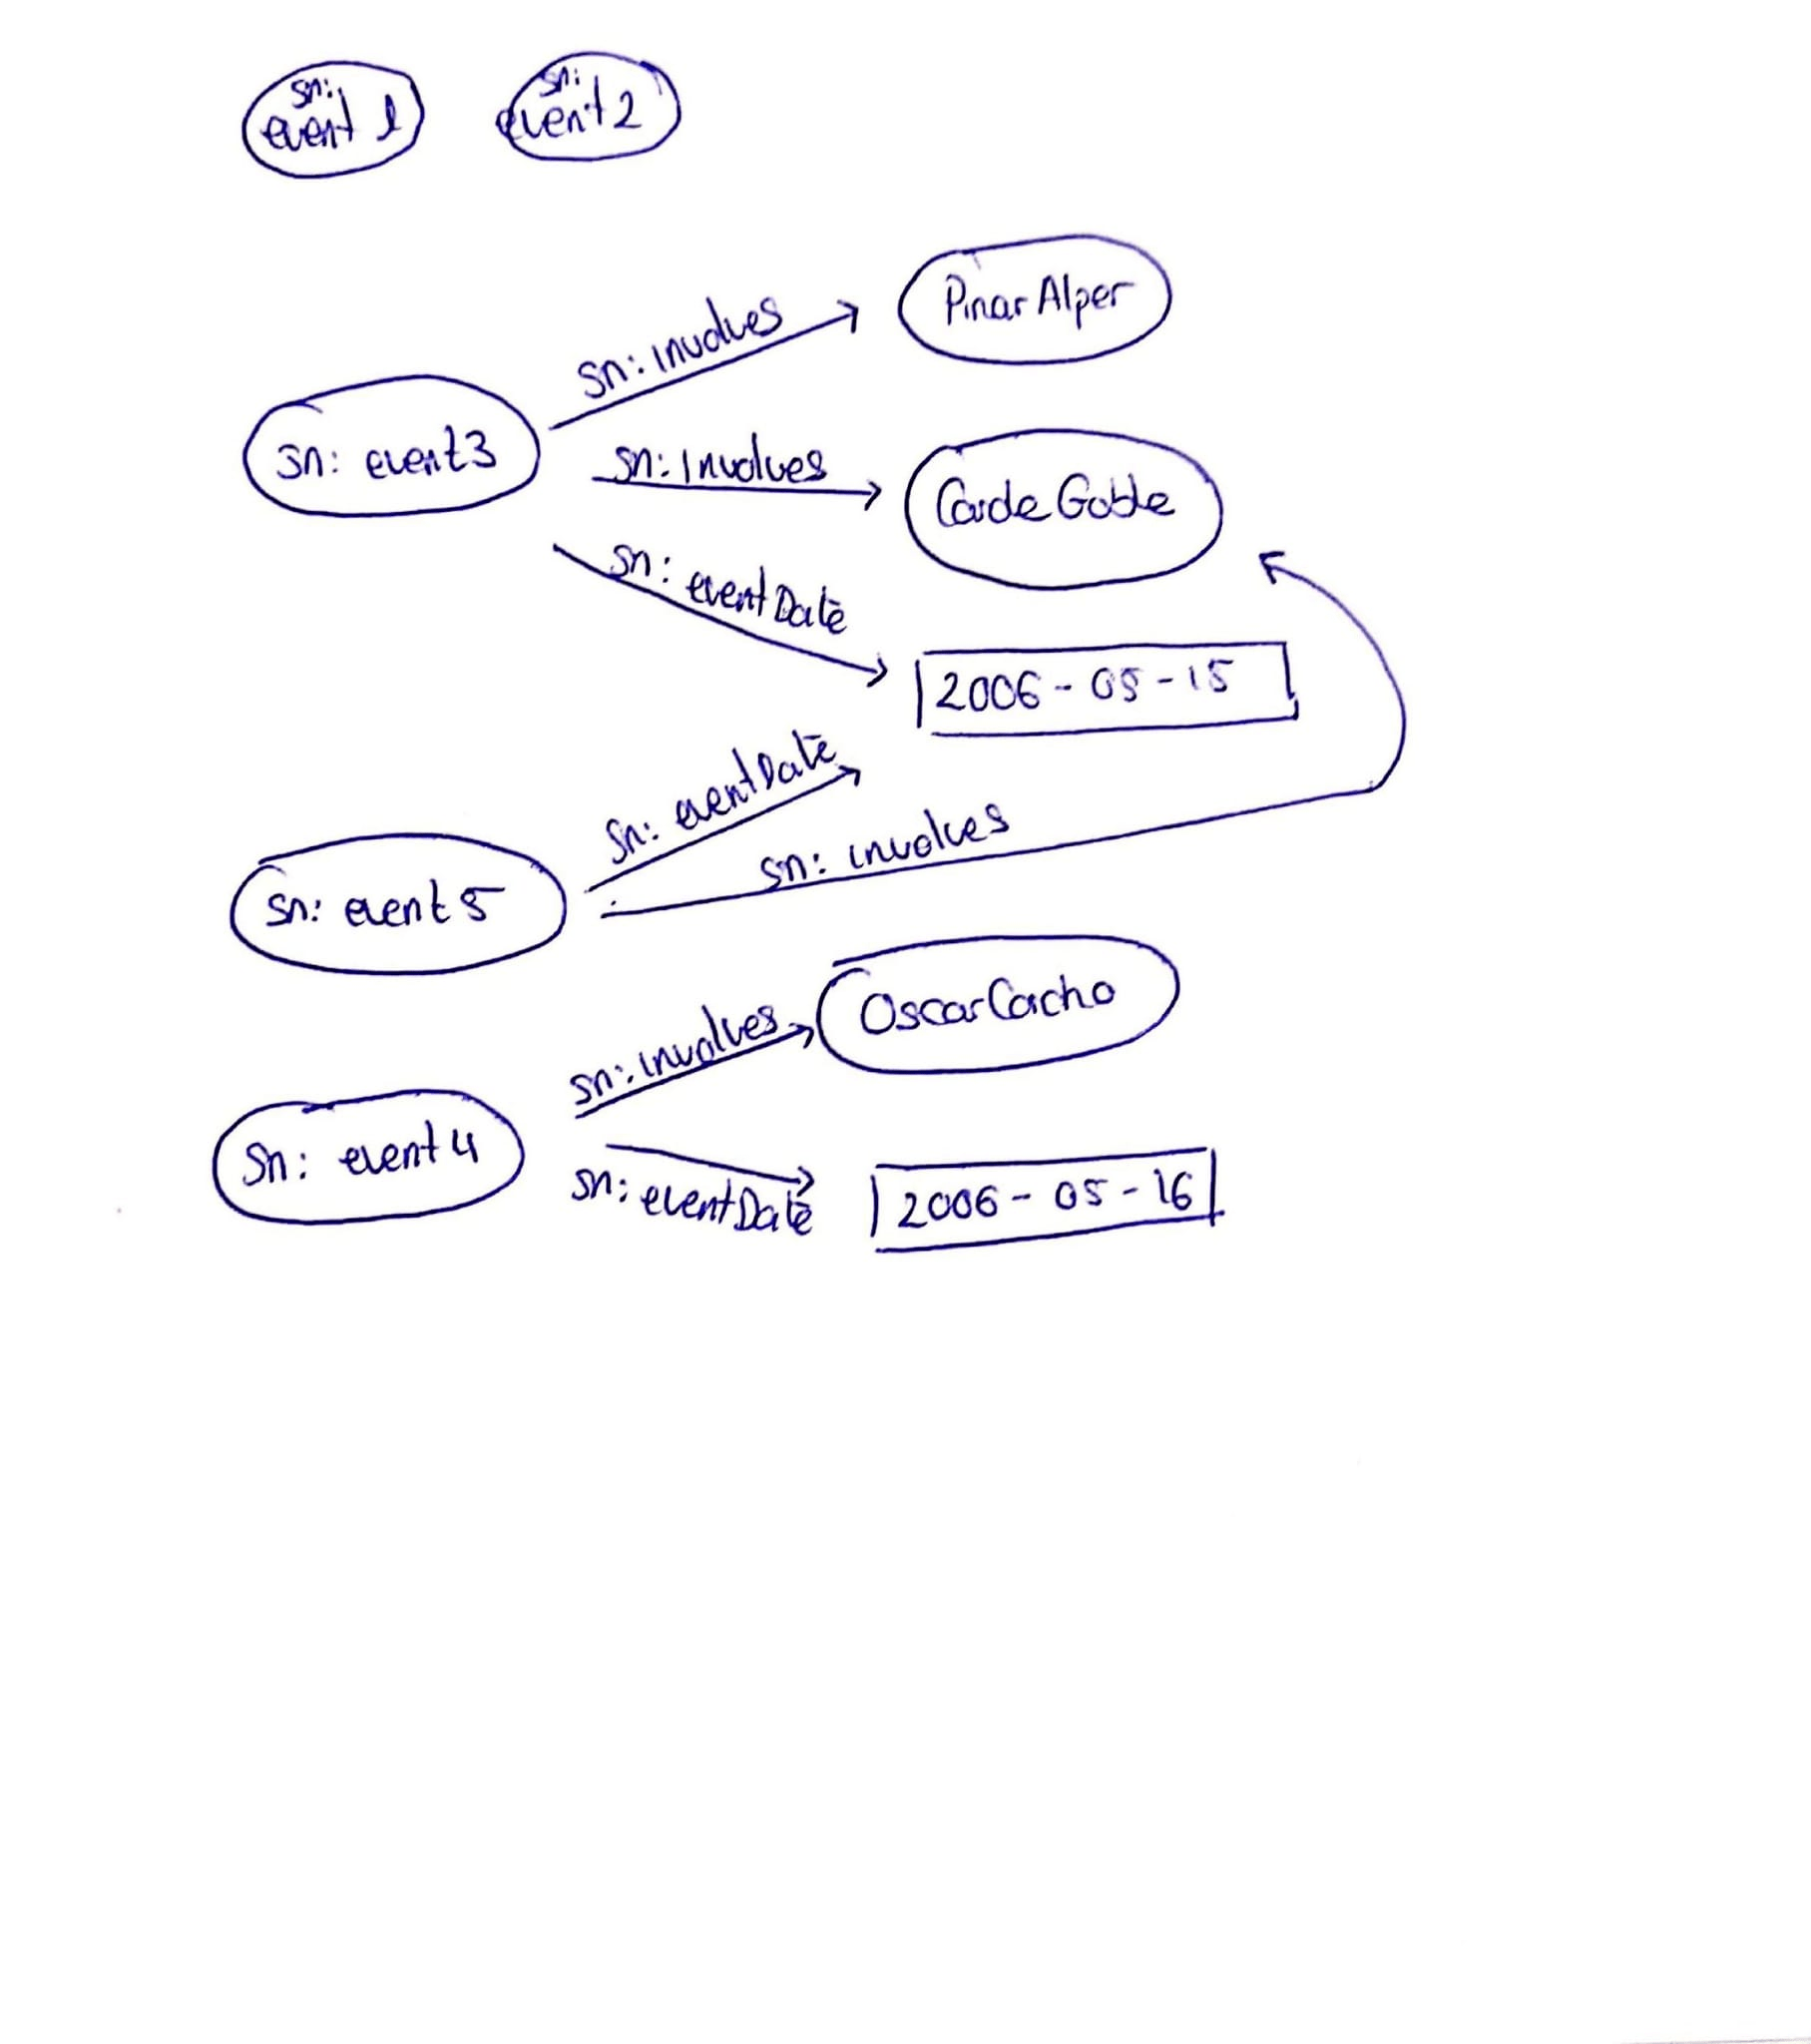 sn:
event 1
sn:
event 2
Pınar Alper
sn: involves
sn: event3
sn: Involves
Carole Goble
sn: eventDate
2006 - 05 - 15
sn: eventDate
sn: involves
sn: event 5
Oscar Corcho
sn: involves
sn: event 4
sn: eventDate
2006 - 05 - 16